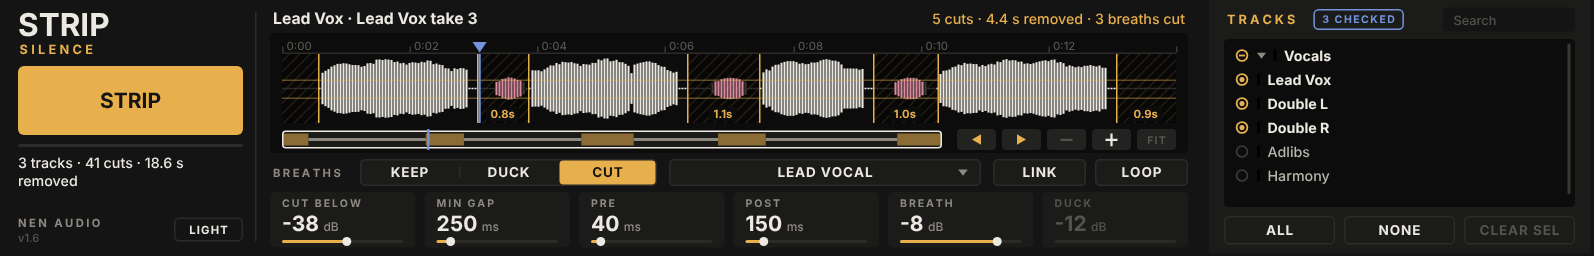 STRIP
SILENCE
STRIP
3 tracks · 41 cuts · 18.6 s
removed
NEN AUDIO
v1.6
LIGHT
Lead Vox · Lead Vox take 3
5 cuts · 4.4 s removed · 3 breaths cut
0:00 0:02 0:04 0:06 0:08 0:10 0:12
0.8s 1.1s 1.0s 0.9s
FIT
BREATHS KEEP DUCK CUT LEAD VOCAL LINK LOOP
CUT BELOW MIN GAP PRE POST BREATH DUCK
-38 dB 250 ms 40 ms 150 ms -8 dB -12 dB
TRACKS 3 CHECKED Search
Vocals
Lead Vox
Double L
Double R
Adlibs
Harmony
ALL NONE CLEAR SEL